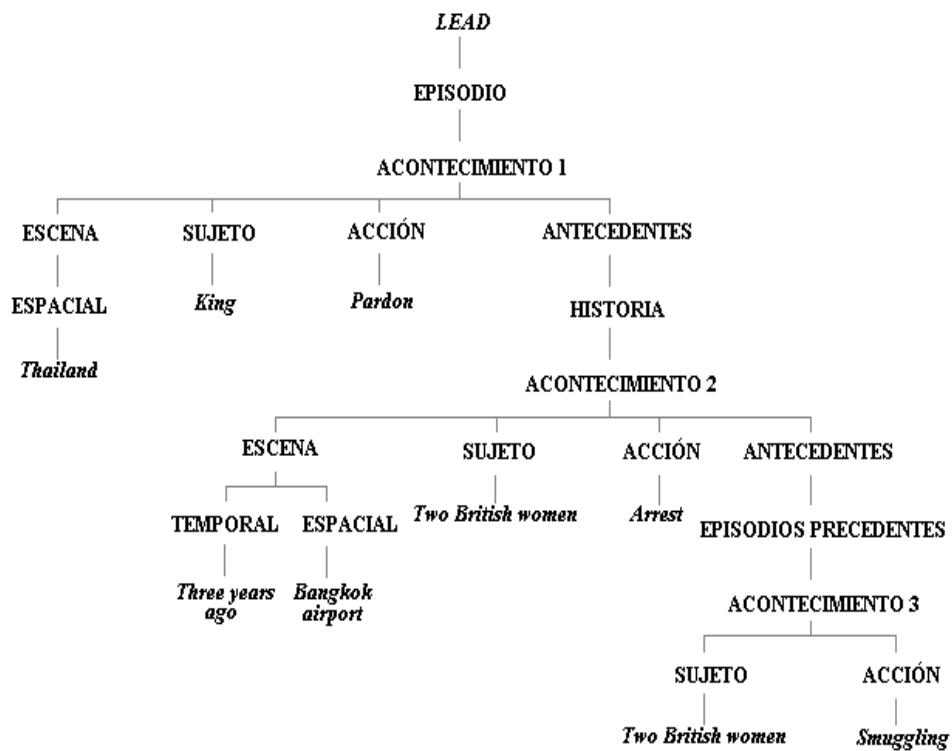 LEAD
EPISODIO
ACONTECIMIENTO 1
ESCENA SUJETO ACCIÓN ANTECEDENTES
ESPACIAL King Pardon HISTORIA
Thailand
ACONTECIMIENTO 2
ESCENA SUJETO ACCIÓN ANTECEDENTES
TEMPORAL ESPACIAL Two British women Arrest EPISODIOS PRECEDENTES
Three years Bangkok
ago airport
ACONTECIMIENTO 3
SUJETO ACCIÓN
Two British women Smuggling